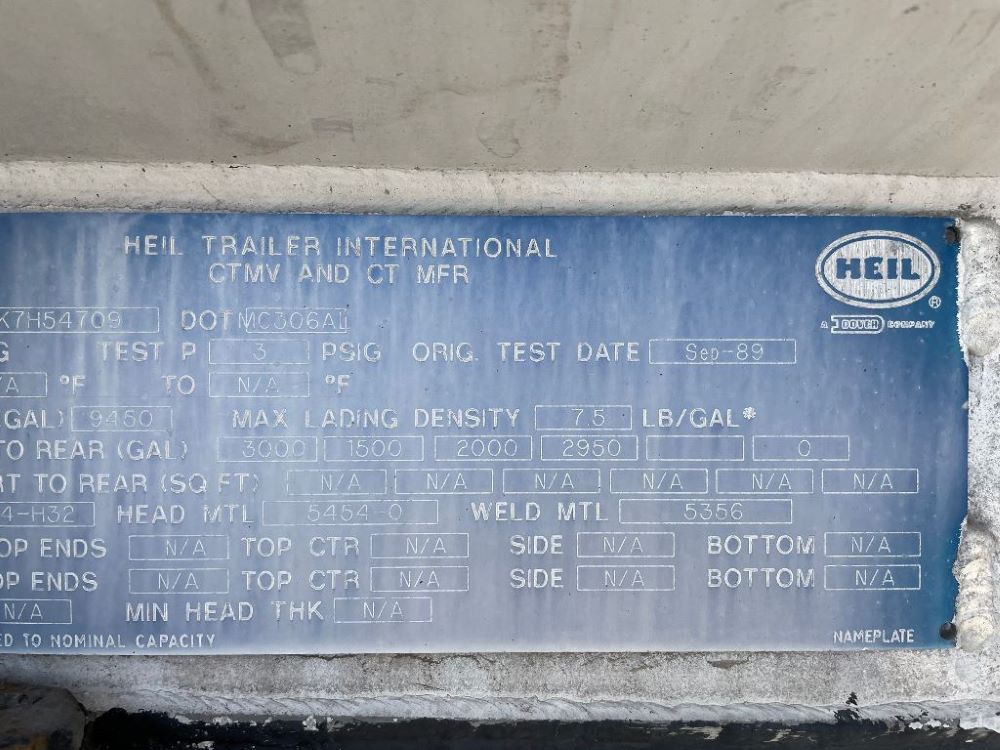 HEIL TRAILER INTERNATIONAL
CTMV AND CT MFR
HEIL ®
A DOVER COMPANY
K7H54709 DOT MC306AL
G TEST P 3 PSIG ORIG. TEST DATE Sep-89
/A °F TO N/A °F
(GAL) 9450 MAX LADING DENSITY 7.5 LB/GAL*
TO REAR (GAL) 3000 1500 2000 2950 0
RT TO REAR (SQ FT) N/A N/A N/A N/A N/A N/A
4-H32 HEAD MTL 5454-0 WELD MTL 5356
OP ENDS N/A TOP CTR N/A SIDE N/A BOTTOM N/A
OP ENDS N/A TOP CTR N/A SIDE N/A BOTTOM N/A
N/A MIN HEAD THK N/A
ED TO NOMINAL CAPACITY NAMEPLATE